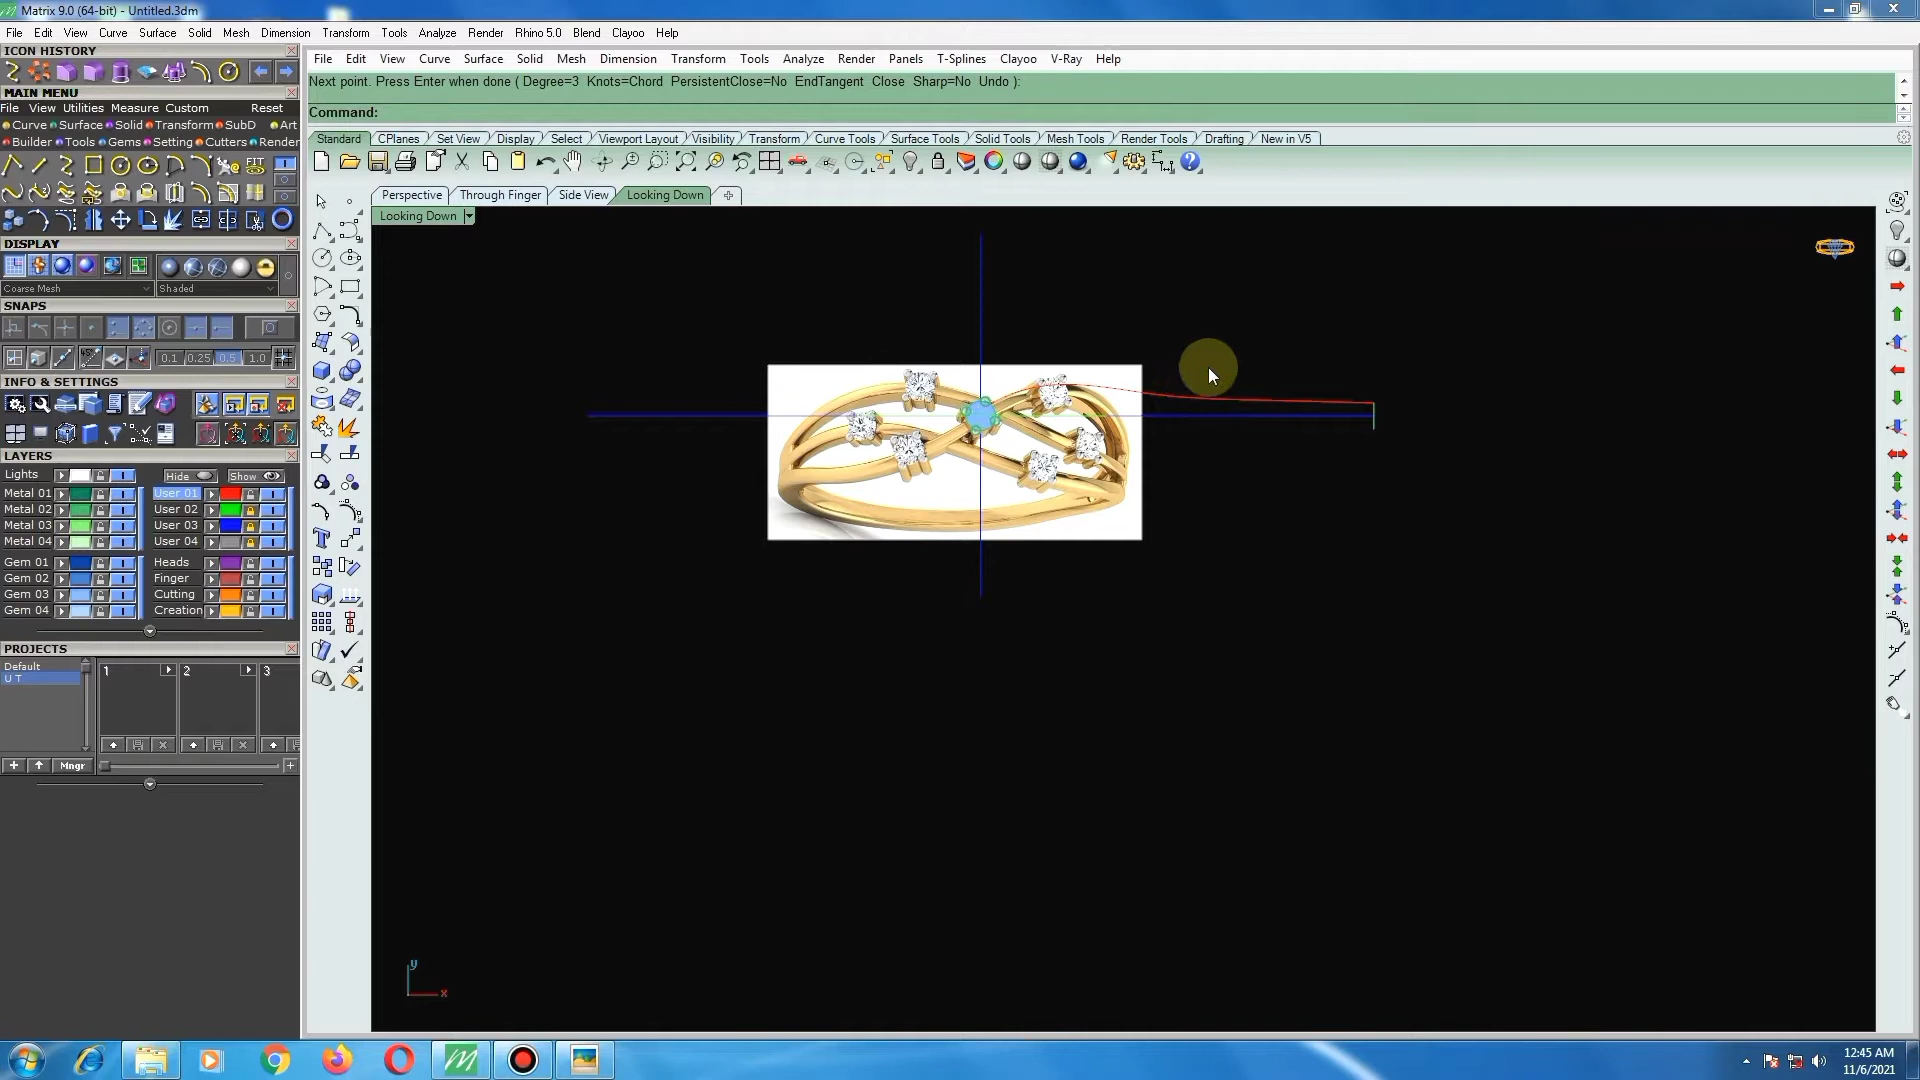 Matrix 9.0 (64-bit) - Untitled.3dm
File Edit View Curve Surface Solid Mesh Dimension Transform Tools Analyze Render Rhino 5.0 Blend Clayoo Help
ICON HISTORY
MAIN MENU
File View Utilities Measure Custom Reset
Curve Surface Solid Transform SubD Art
Builder Tools Gems Setting Cutters Render
FIT
DISPLAY
Coarse Mesh Shaded
SNAPS
0.1 0.25 0.5 1.0
INFO & SETTINGS
LAYERS
Lights Hide Show
Metal 01 User 01
Metal 02 User 02
Metal 03 User 03
Metal 04 User 04
Gem 01 Heads
Gem 02 Finger
Gem 03 Cutting
Gem 04 Creation
PROJECTS
Default
U T
1 2 3
Mngr
File Edit View Curve Surface Solid Mesh Dimension Transform Tools Analyze Render Panels T-Splines Clayoo V-Ray Help
Next point. Press Enter when done ( Degree=3 Knots=Chord PersistentClose=No EndTangent Close Sharp=No Undo ):
Command:
Standard CPlanes Set View Display Select Viewport Layout Visibility Transform Curve Tools Surface Tools Solid Tools Mesh Tools Render Tools Drafting New in V5
Perspective Through Finger Side View Looking Down
Looking Down
y
x
12:45 AM
11/6/2021